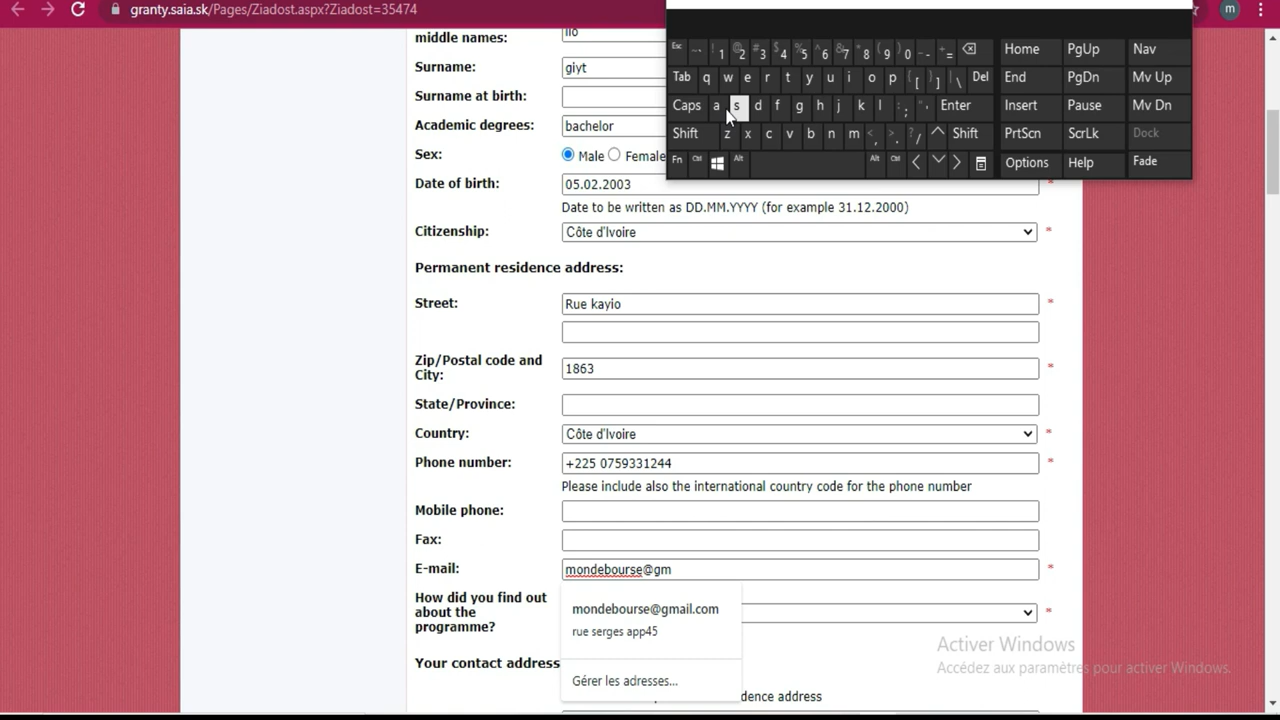 granty.saia.sk/Pages/Ziadost.aspx?Ziadost=35474
m
middle names:
Surname: giyt
Surname at birth:
Academic degrees: bachelor
Sex: Male Female
Date of birth: 05.02.2003 *
Date to be written as DD.MM.YYYY (for example 31.12.2000)
Citizenship: Côte d'Ivoire *
Permanent residence address:
Street: Rue kayio *
Zip/Postal code and City: 1863 *
State/Province:
Country: Côte d'Ivoire *
Phone number: +225 0759331244 *
Please include also the international country code for the phone number
Mobile phone:
Fax:
E-mail: mondebourse@gm *
mondebourse@gmail.com
rue serges app45
Gérer les adresses...
How did you find out
about the
programme? *
Your contact address
dence address
Esc ~ ` ! 1 @ 2 # 3 $ 4 % 5 ^ 6 & 7 * 8 ( 9 ) 0 _ - + = Home PgUp Nav
Tab q w e r t y u i o p { [ } ] | \ Del End PgDn Mv Up
Caps a s d f g h j k l : ; " ' Enter Insert Pause Mv Dn
Shift z x c v b n m < , > . ? / Shift PrtScn ScrLk Dock
Fn Ctrl Alt Alt Ctrl Options Help Fade
Activer Windows
Accédez aux paramètres pour activer Windows.